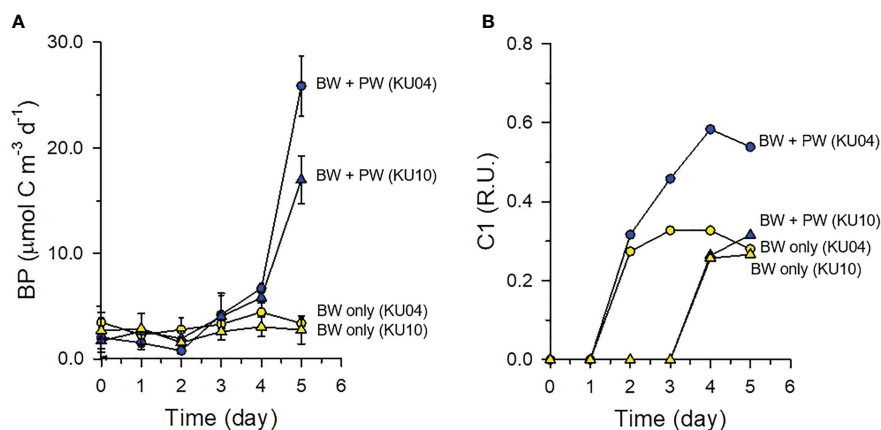 A
BP (μmol C m⁻³ d⁻¹)
30.0
20.0
10.0
0.0
BW + PW (KU04)
BW + PW (KU10)
BW only (KU04)
BW only (KU10)
0 1 2 3 4 5 6
Time (day)
B
C1 (R.U.)
0.8
0.6
0.4
0.2
0.0
BW + PW (KU04)
BW + PW (KU10)
BW only (KU04)
BW only (KU10)
0 1 2 3 4 5 6
Time (day)